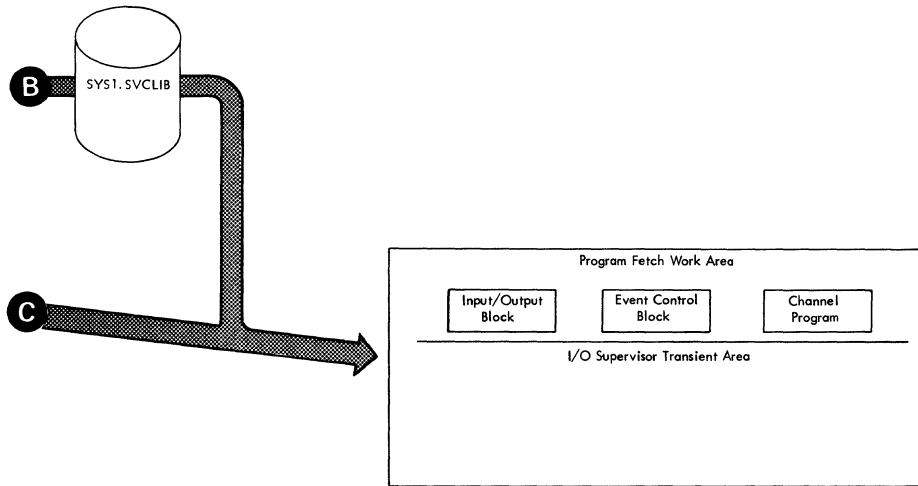 B
SYS1.SVCLIB
C
Program Fetch Work Area
Input/Output
Block
Event Control
Block
Channel
Program
I/O Supervisor Transient Area